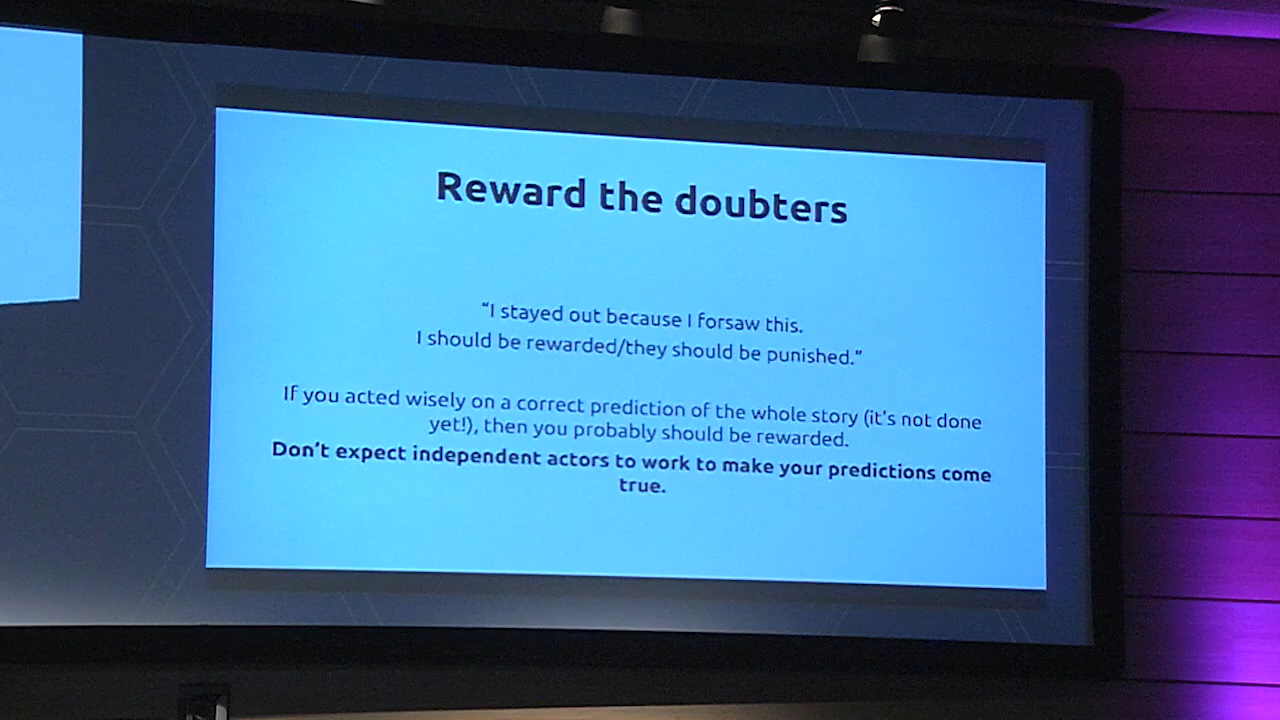 Reward the doubters
“I stayed out because I forsaw this.
I should be rewarded/they should be punished.”
If you acted wisely on a correct prediction of the whole story (it’s not done
yet!), then you probably should be rewarded.
Don’t expect independent actors to work to make your predictions come
true.